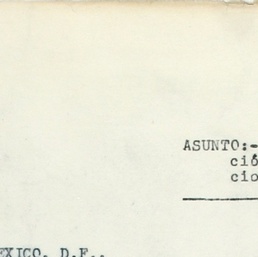 ASUNTO:-
ció
cio
EXICO, D.F..